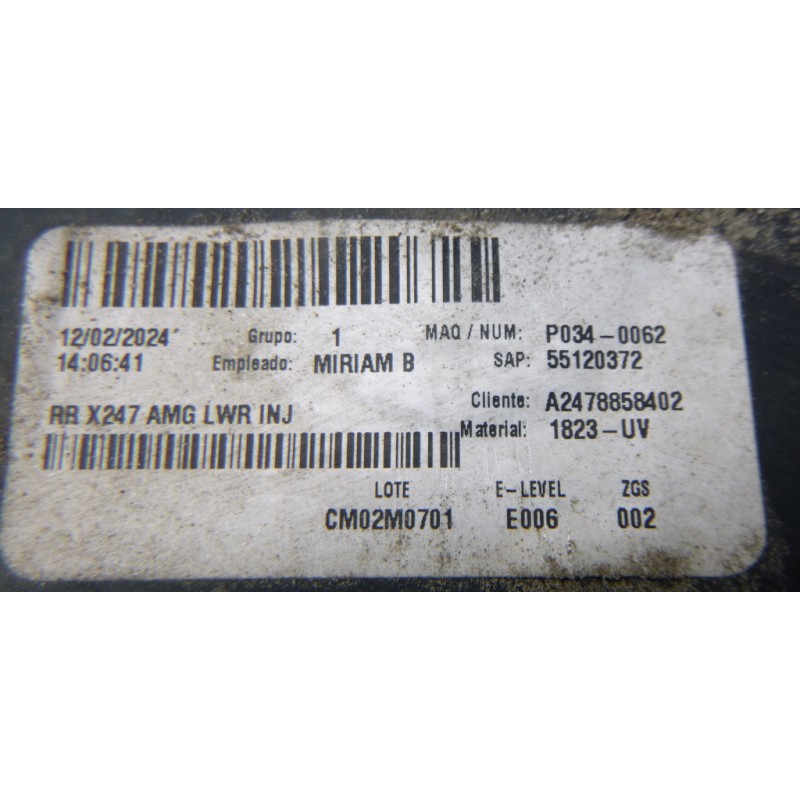 12/02/2024 Grupo: 1 MAQ / NUM: P034-0062
14:06:41 Empleado: MIRIAM B SAP: 55120372
RR X247 AMG LWR INJ Cliente: A2478858402
Material: 1823-UV
LOTE E-LEVEL ZGS
CM02M0701 E006 002